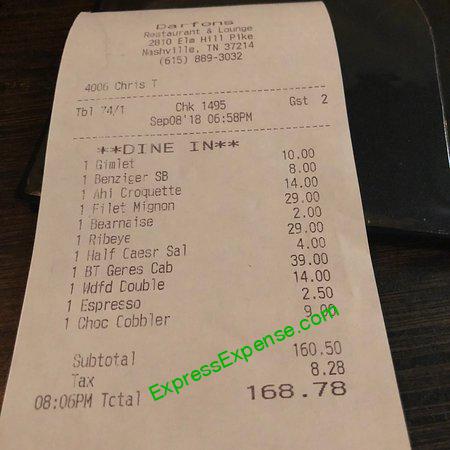 Darfons
Restaurant & Lounge
2810 Elm Hill Pike
Nashville, TN 37214
(615) 889-3032
4006 Chris T
Tbl 74/1 Chk 1495 Gst 2
Sep08'18 06:58PM
**DINE IN**
1 Gimlet 10.00
1 Benziger SB 8.00
1 Ahi Croquette 14.00
1 Filet Mignon 29.00
1 Bearnaise 2.00
1 Ribeye 29.00
1 Half Caesr Sal 4.00
1 BT Geres Cab 39.00
1 Wdfd Double 14.00
1 Espresso 2.50
1 Choc Cobbler 9.00
Subtotal 160.50
Tax 8.28
08:06PM Total 168.78
ExpressExpense.com